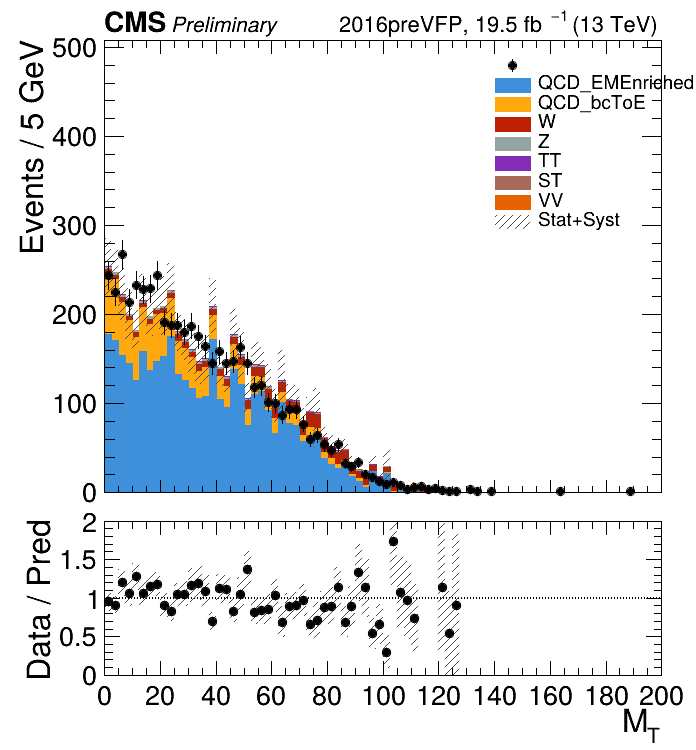 CMS Preliminary 2016preVFP, 19.5 fb⁻¹ (13 TeV)
Events / 5 GeV
500
400
300
200
100
0
QCD_EMEnriched
QCD_bcToE
W
Z
TT
ST
VV
Stat+Syst
Data / Pred
2
1.5
1
0.5
0
0 20 40 60 80 100 120 140 160 180 200
M_T